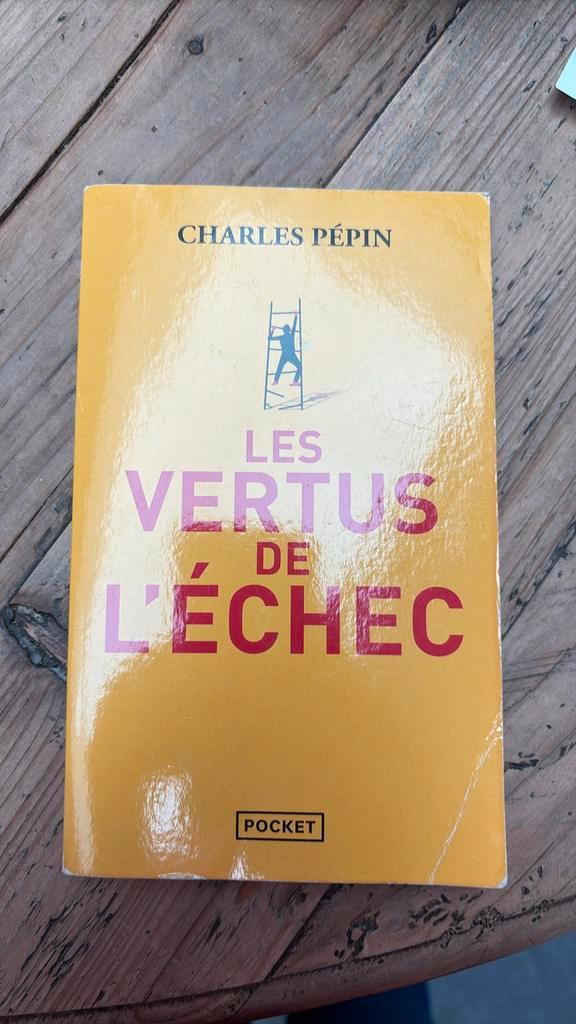 CHARLES PÉPIN
LES
VERTUS
DE
L'ÉCHEC
POCKET